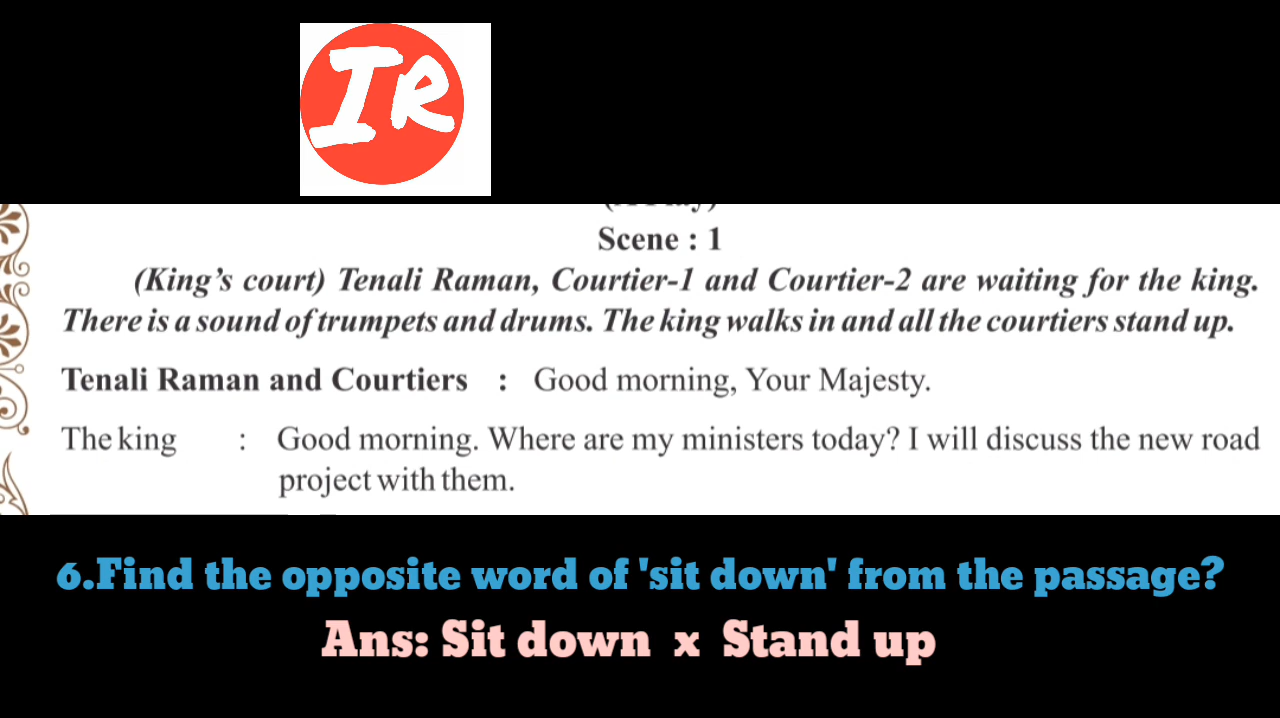 IR
Scene : 1
(King's court) Tenali Raman, Courtier-1 and Courtier-2 are waiting for the king.
There is a sound of trumpets and drums. The king walks in and all the courtiers stand up.
Tenali Raman and Courtiers : Good morning, Your Majesty.
The king : Good morning. Where are my ministers today? I will discuss the new road
project with them.
6.Find the opposite word of 'sit down' from the passage?
Ans: Sit down x Stand up